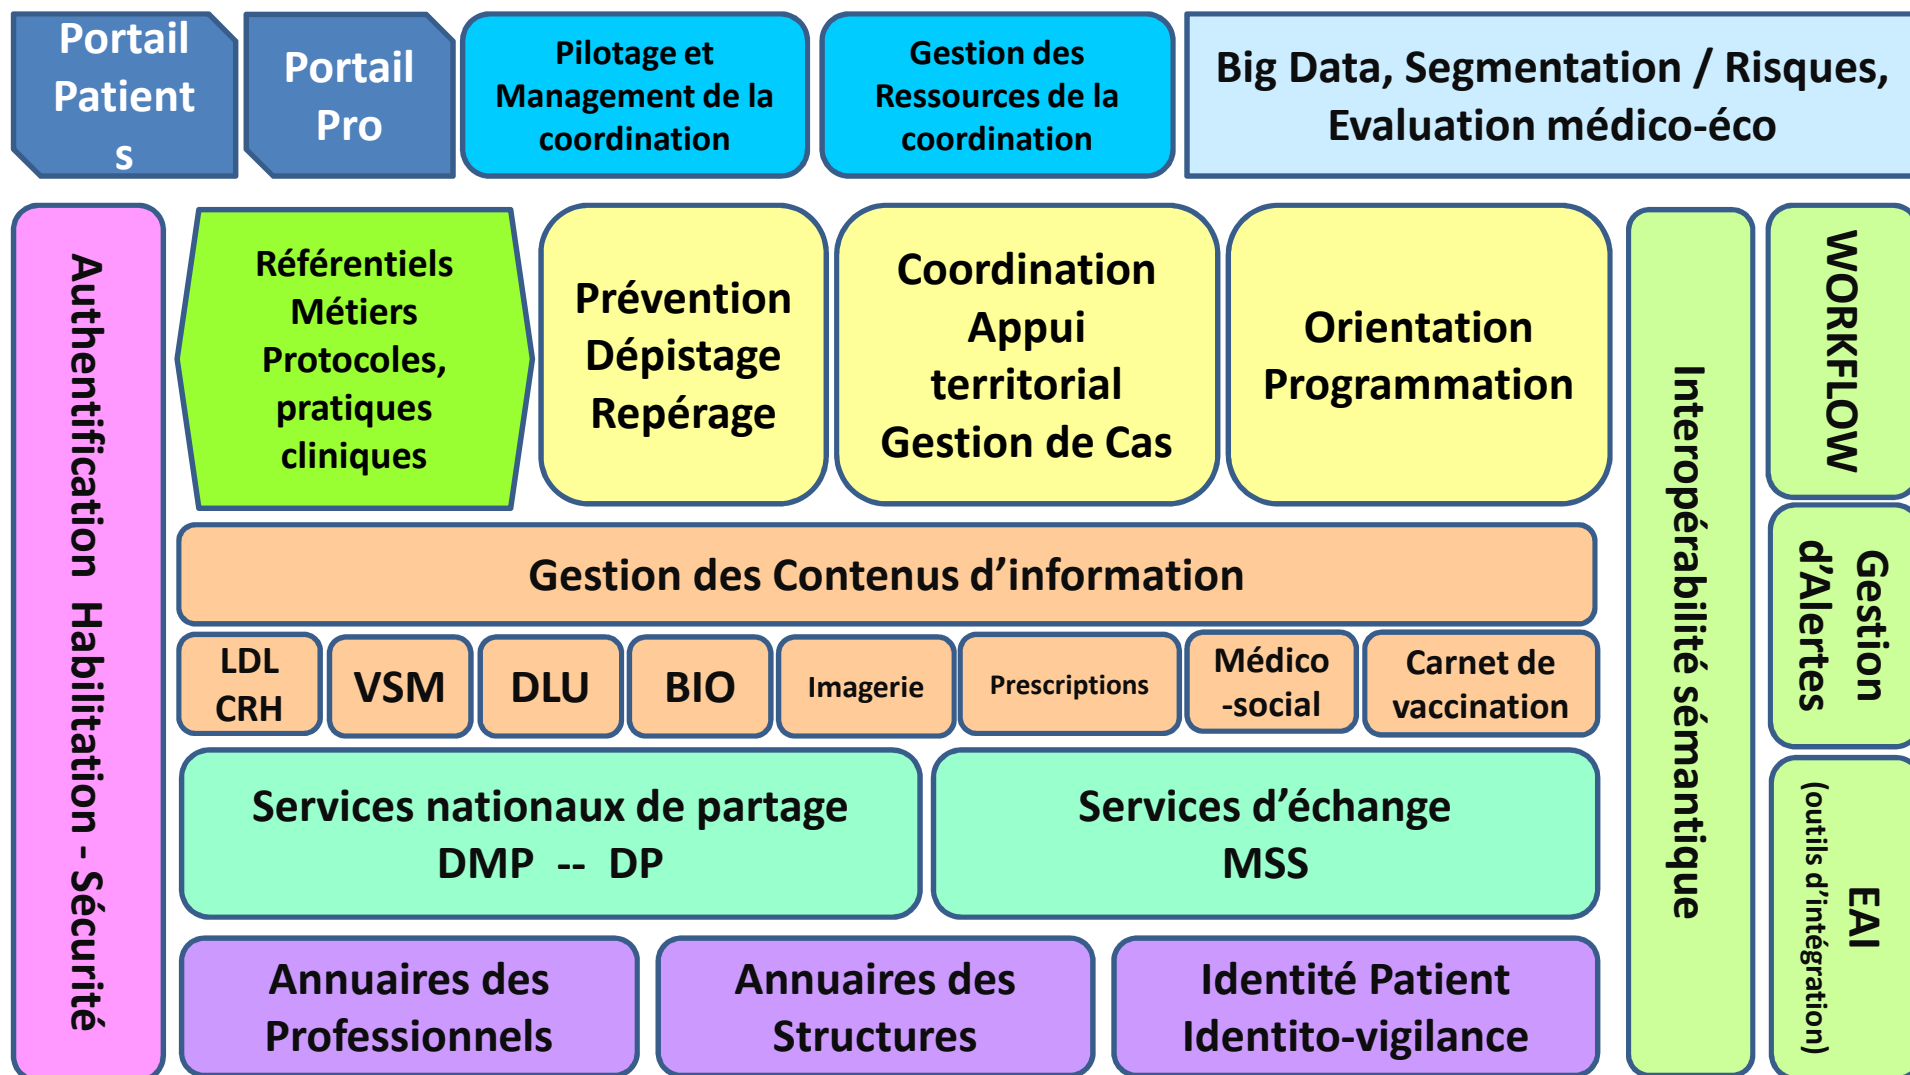 Portail
Patient
s
Portail
Pro
Pilotage et
Management de la
coordination
Gestion des
Ressources de la
coordination
Big Data, Segmentation / Risques,
Evaluation médico-éco
Authentification Habilitation - Sécurité
Référentiels
Métiers
Protocoles,
pratiques
cliniques
Prévention
Dépistage
Repérage
Coordination
Appui
territorial
Gestion de Cas
Orientation
Programmation
Interopérabilité sémantique
WORKFLOW
Gestion
d’Alertes
EAI
(outils d’intégration)
Gestion des Contenus d’information
LDL
CRH
VSM
DLU
BIO
Imagerie
Prescriptions
Médico
-social
Carnet de
vaccination
Services nationaux de partage
DMP -- DP
Services d’échange
MSS
Annuaires des
Professionnels
Annuaires des
Structures
Identité Patient
Identito-vigilance